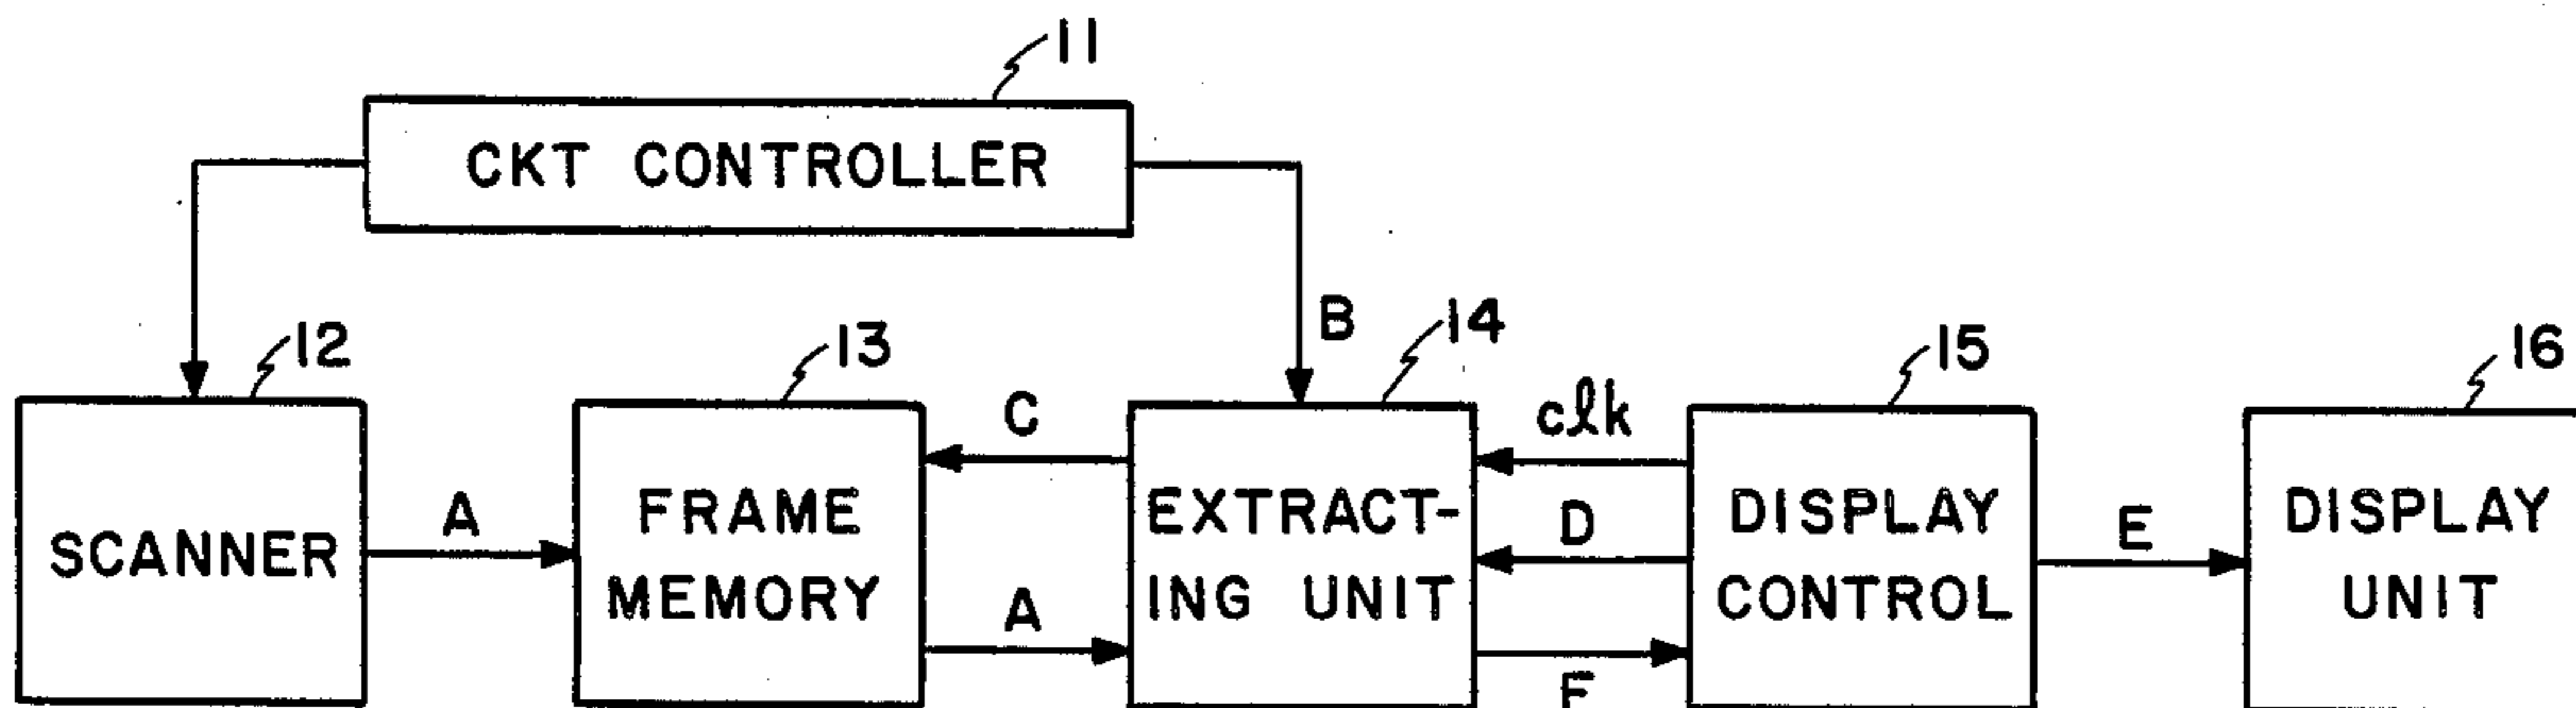 11
CKT CONTROLLER
B
12
13
14
15
16
C
clk
SCANNER
A
FRAME
MEMORY
A
EXTRACT-
ING UNIT
D
DISPLAY
CONTROL
E
DISPLAY
UNIT